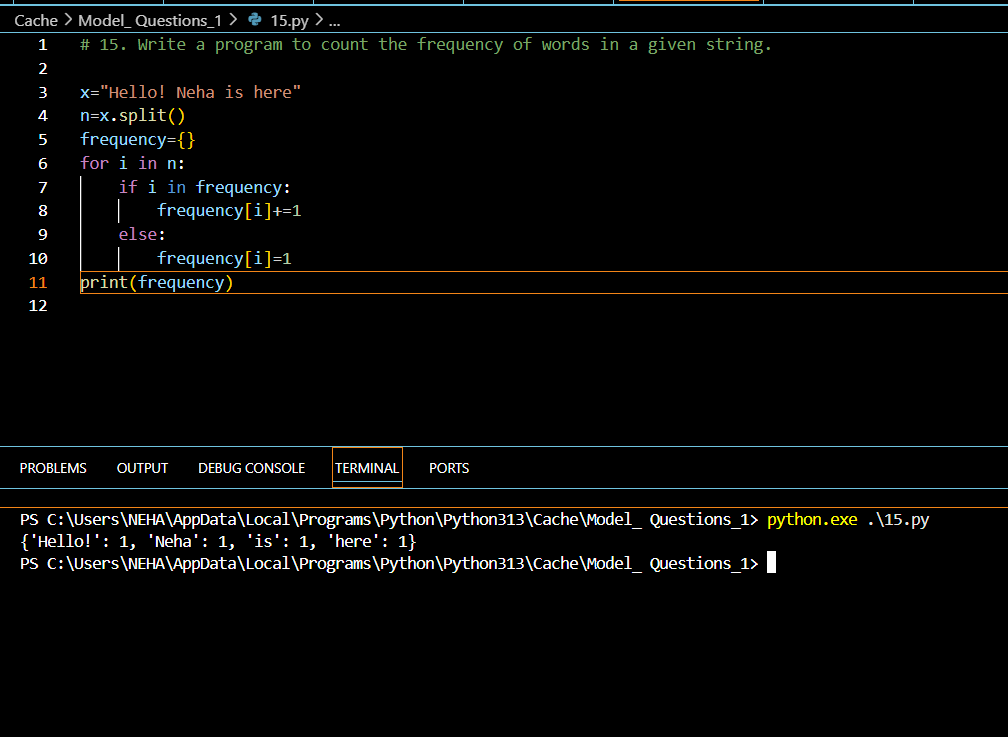 Cache > Model_ Questions_1 > 15.py > ...
1 # 15. Write a program to count the frequency of words in a given string.
2
3 x="Hello! Neha is here"
4 n=x.split()
5 frequency={}
6 for i in n:
7     if i in frequency:
8         frequency[i]+=1
9     else:
10         frequency[i]=1
11 print(frequency)
12
PROBLEMS OUTPUT DEBUG CONSOLE TERMINAL PORTS
PS C:\Users\NEHA\AppData\Local\Programs\Python\Python313\Cache\Model_ Questions_1> python.exe .\15.py
{'Hello!': 1, 'Neha': 1, 'is': 1, 'here': 1}
PS C:\Users\NEHA\AppData\Local\Programs\Python\Python313\Cache\Model_ Questions_1>